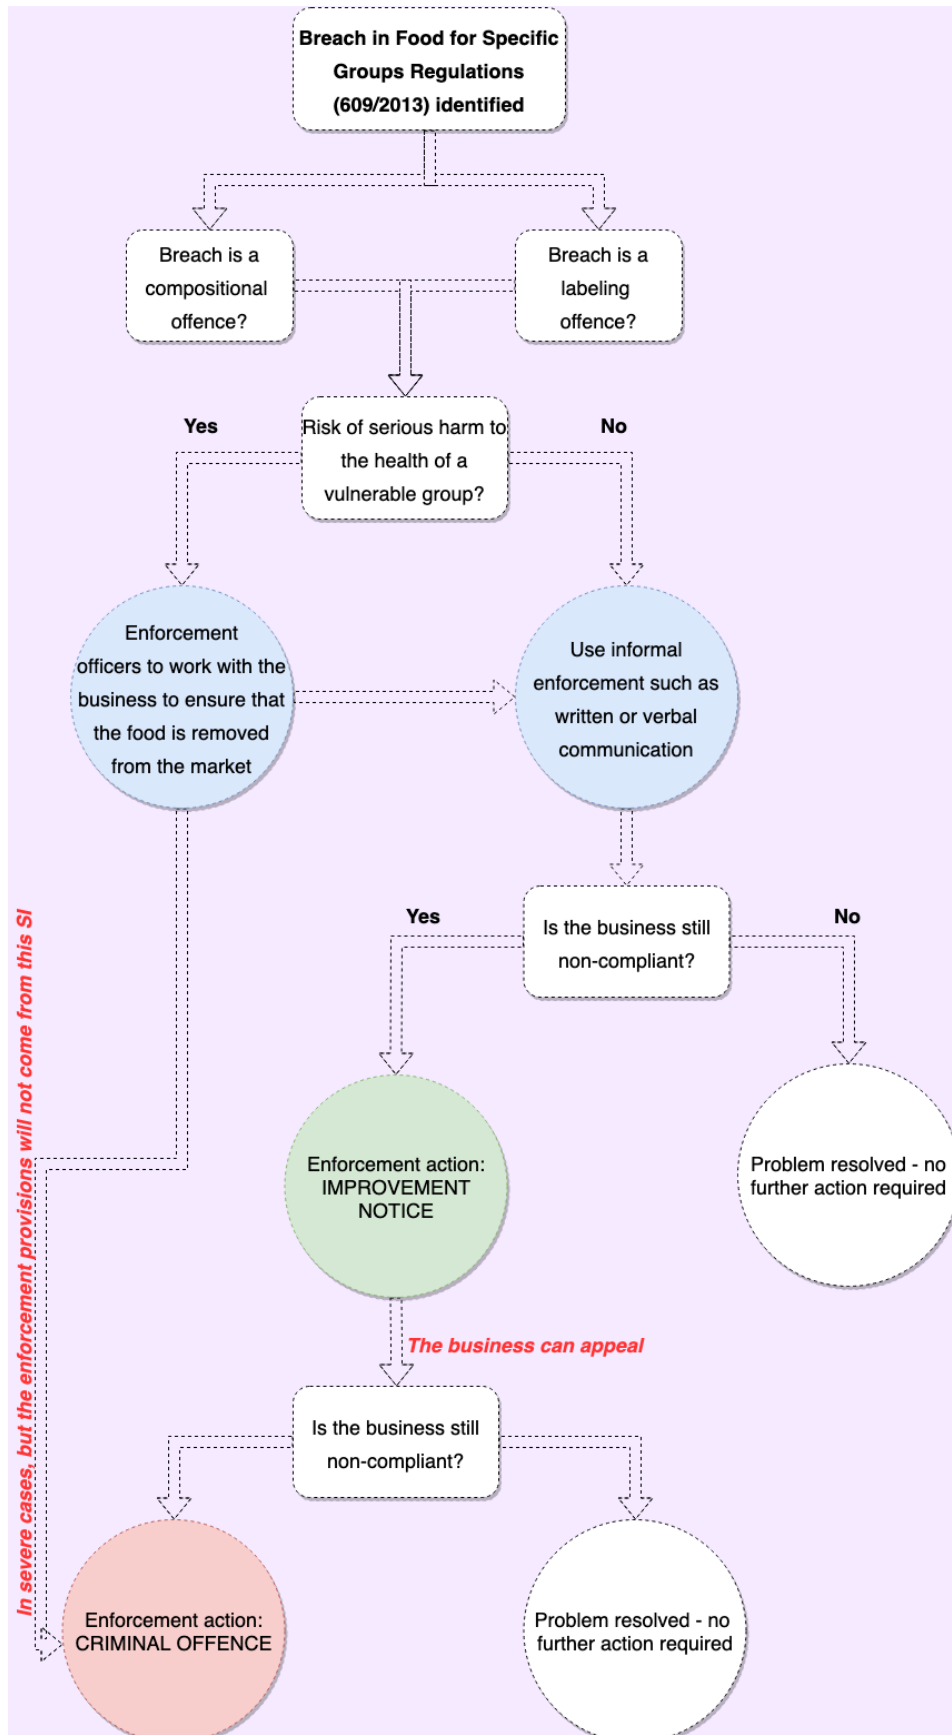 Breach in Food for Specific
Groups Regulations
(609/2013) identified
Breach is a
compositional
offence?
Breach is a
labeling
offence?
Yes
No
Risk of serious harm to
the health of a
vulnerable group?
Enforcement
officers to work with the
business to ensure that
the food is removed
from the market
Use informal
enforcement such as
written or verbal
communication
Yes
No
Is the business still
non-compliant?
In severe cases, but the enforcement provisions will not come from this SI
Enforcement action:
IMPROVEMENT
NOTICE
Problem resolved - no
further action required
The business can appeal
Is the business still
non-compliant?
Enforcement action:
CRIMINAL OFFENCE
Problem resolved - no
further action required